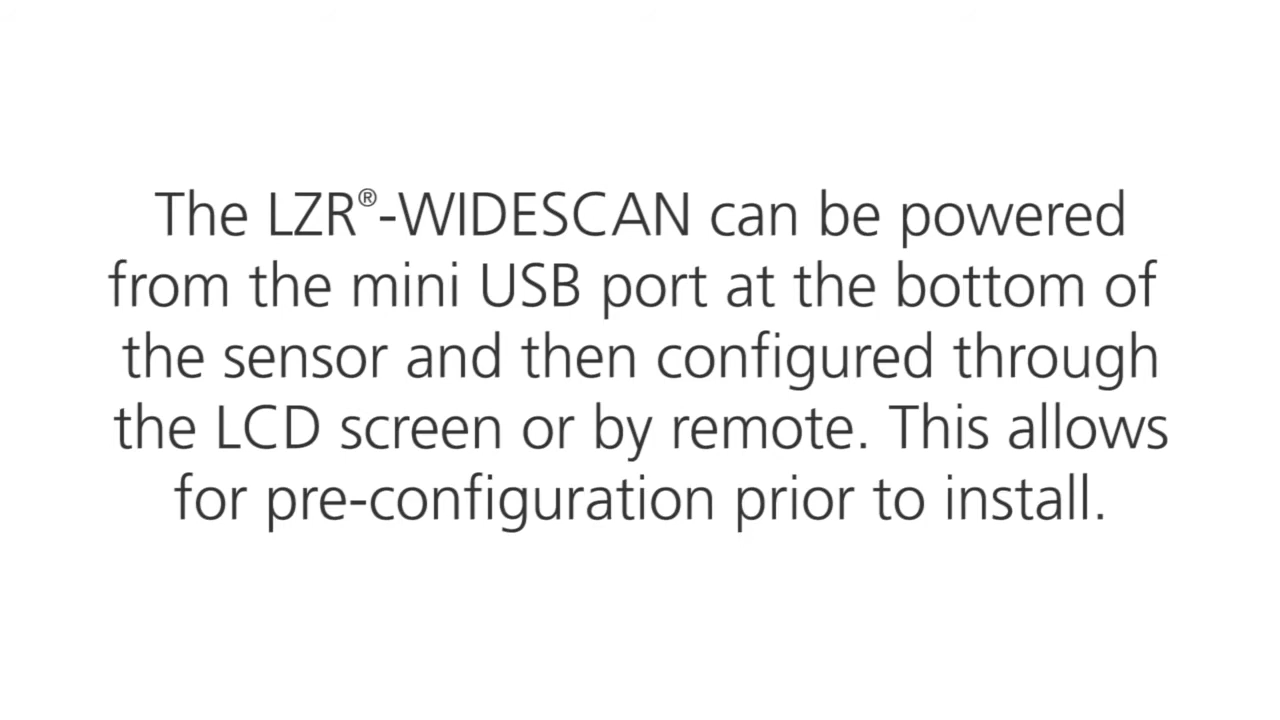 The LZR®-WIDESCAN can be powered
from the mini USB port at the bottom of
the sensor and then configured through
the LCD screen or by remote. This allows
for pre-configuration prior to install.